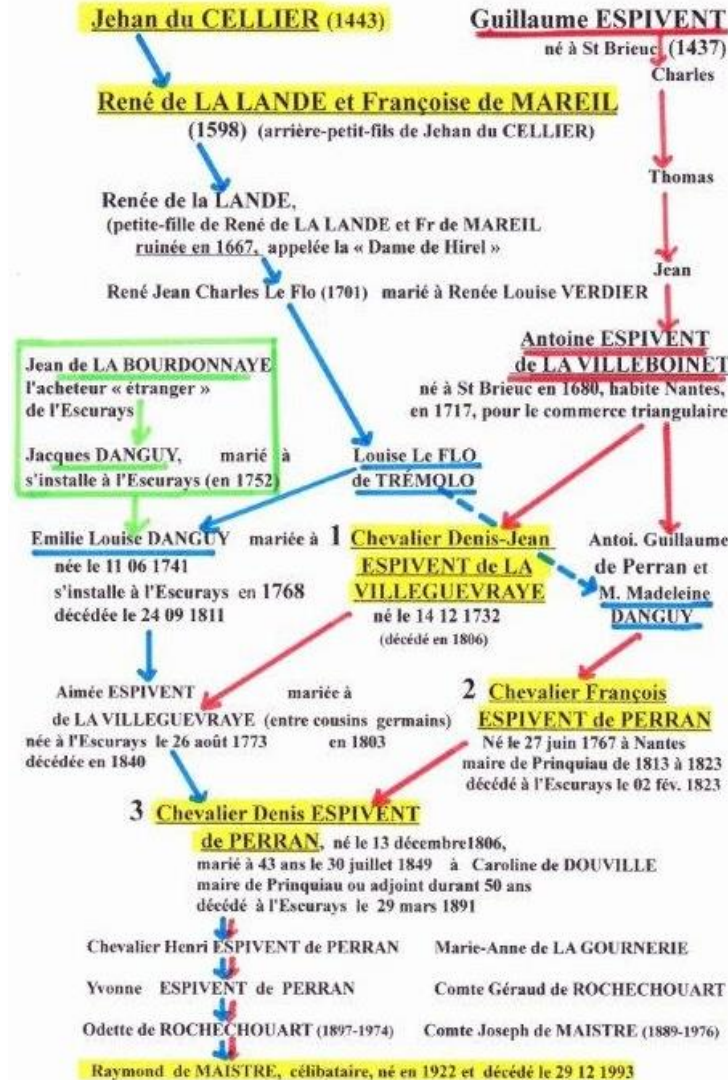 Jehan du CELLIER (1443)
Guillaume ESPIVENT
né à St Brieuc (1437)
Charles
René de LA LANDE et Françoise de MAREIL
(1598) (arrière-petit-fils de Jehan du CELLIER)
Thomas
Renée de la LANDE,
(petite-fille de René de LA LANDE et Fr de MAREIL
ruinée en 1667, appelée la « Dame de Hirel »
Jean
René Jean Charles Le Flo (1701) marié à Renée Louise VERDIER
Antoine ESPIVENT
de LA VILLEBOINET
né à St Brieuc en 1680, habite Nantes,
en 1717, pour le commerce triangulaire
Jean de LA BOURDONNAYE
l'acheteur « étranger »
de l'Escurays
Jacques DANGUY, marié à
s'installe à l'Escurays (en 1752)
Louise Le FLO
de TRÉMOLO
Emilie Louise DANGUY mariée à
née le 11 06 1741
s'installe à l'Escurays en 1768
décédée le 24 09 1811
1 Chevalier Denis-Jean
ESPIVENT de LA
VILLEGUEVRAYE
né le 14 12 1732
(décédé en 1806)
Antoi. Guillaume
de Perran et
M. Madeleine
DANGUY
Aimée ESPIVENT mariée à
de LA VILLEGUEVRAYE (entre cousins germains)
née à l'Escurays le 26 août 1773 en 1803
décédée en 1840
2 Chevalier François
ESPIVENT de PERRAN
Né le 27 juin 1767 à Nantes
maire de Prinquiau de 1813 à 1823
décédé à l'Escurays le 02 fév. 1823
3 Chevalier Denis ESPIVENT
de PERRAN, né le 13 décembre1806,
marié à 43 ans le 30 juillet 1849 à Caroline de DOUVILLE
maire de Prinquiau ou adjoint durant 50 ans
décédé à l'Escurays le 29 mars 1891
Chevalier Henri ESPIVENT de PERRAN Marie-Anne de LA GOURNERIE
Yvonne ESPIVENT de PERRAN Comte Géraud de ROCHECHOUART
Odette de ROCHECHOUART (1897-1974) Comte Joseph de MAISTRE (1889-1976)
Raymond de MAISTRE, célibataire, né en 1922 et décédé le 29 12 1993